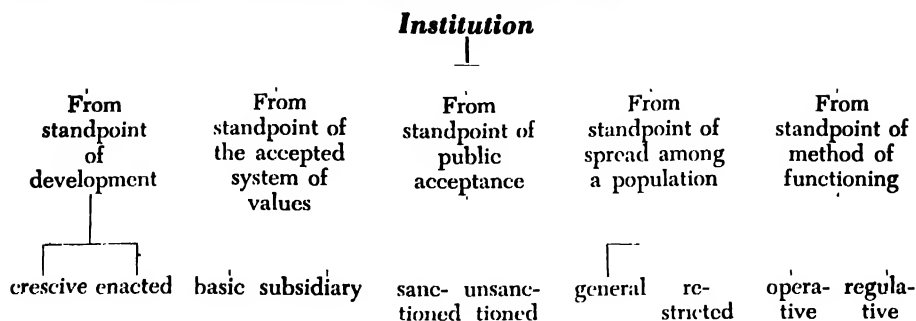 Institution
From
standpoint
of
development
From
standpoint of
the accepted
system of
values
From
standpoint of
public
acceptance
From
standpoint of
spread among
a population
From
standpoint of
method of
functioning
crescive enacted
basic subsidiary
sanc- unsanc-
tioned tioned
general re-
stricted
opera- regula-
tive tive